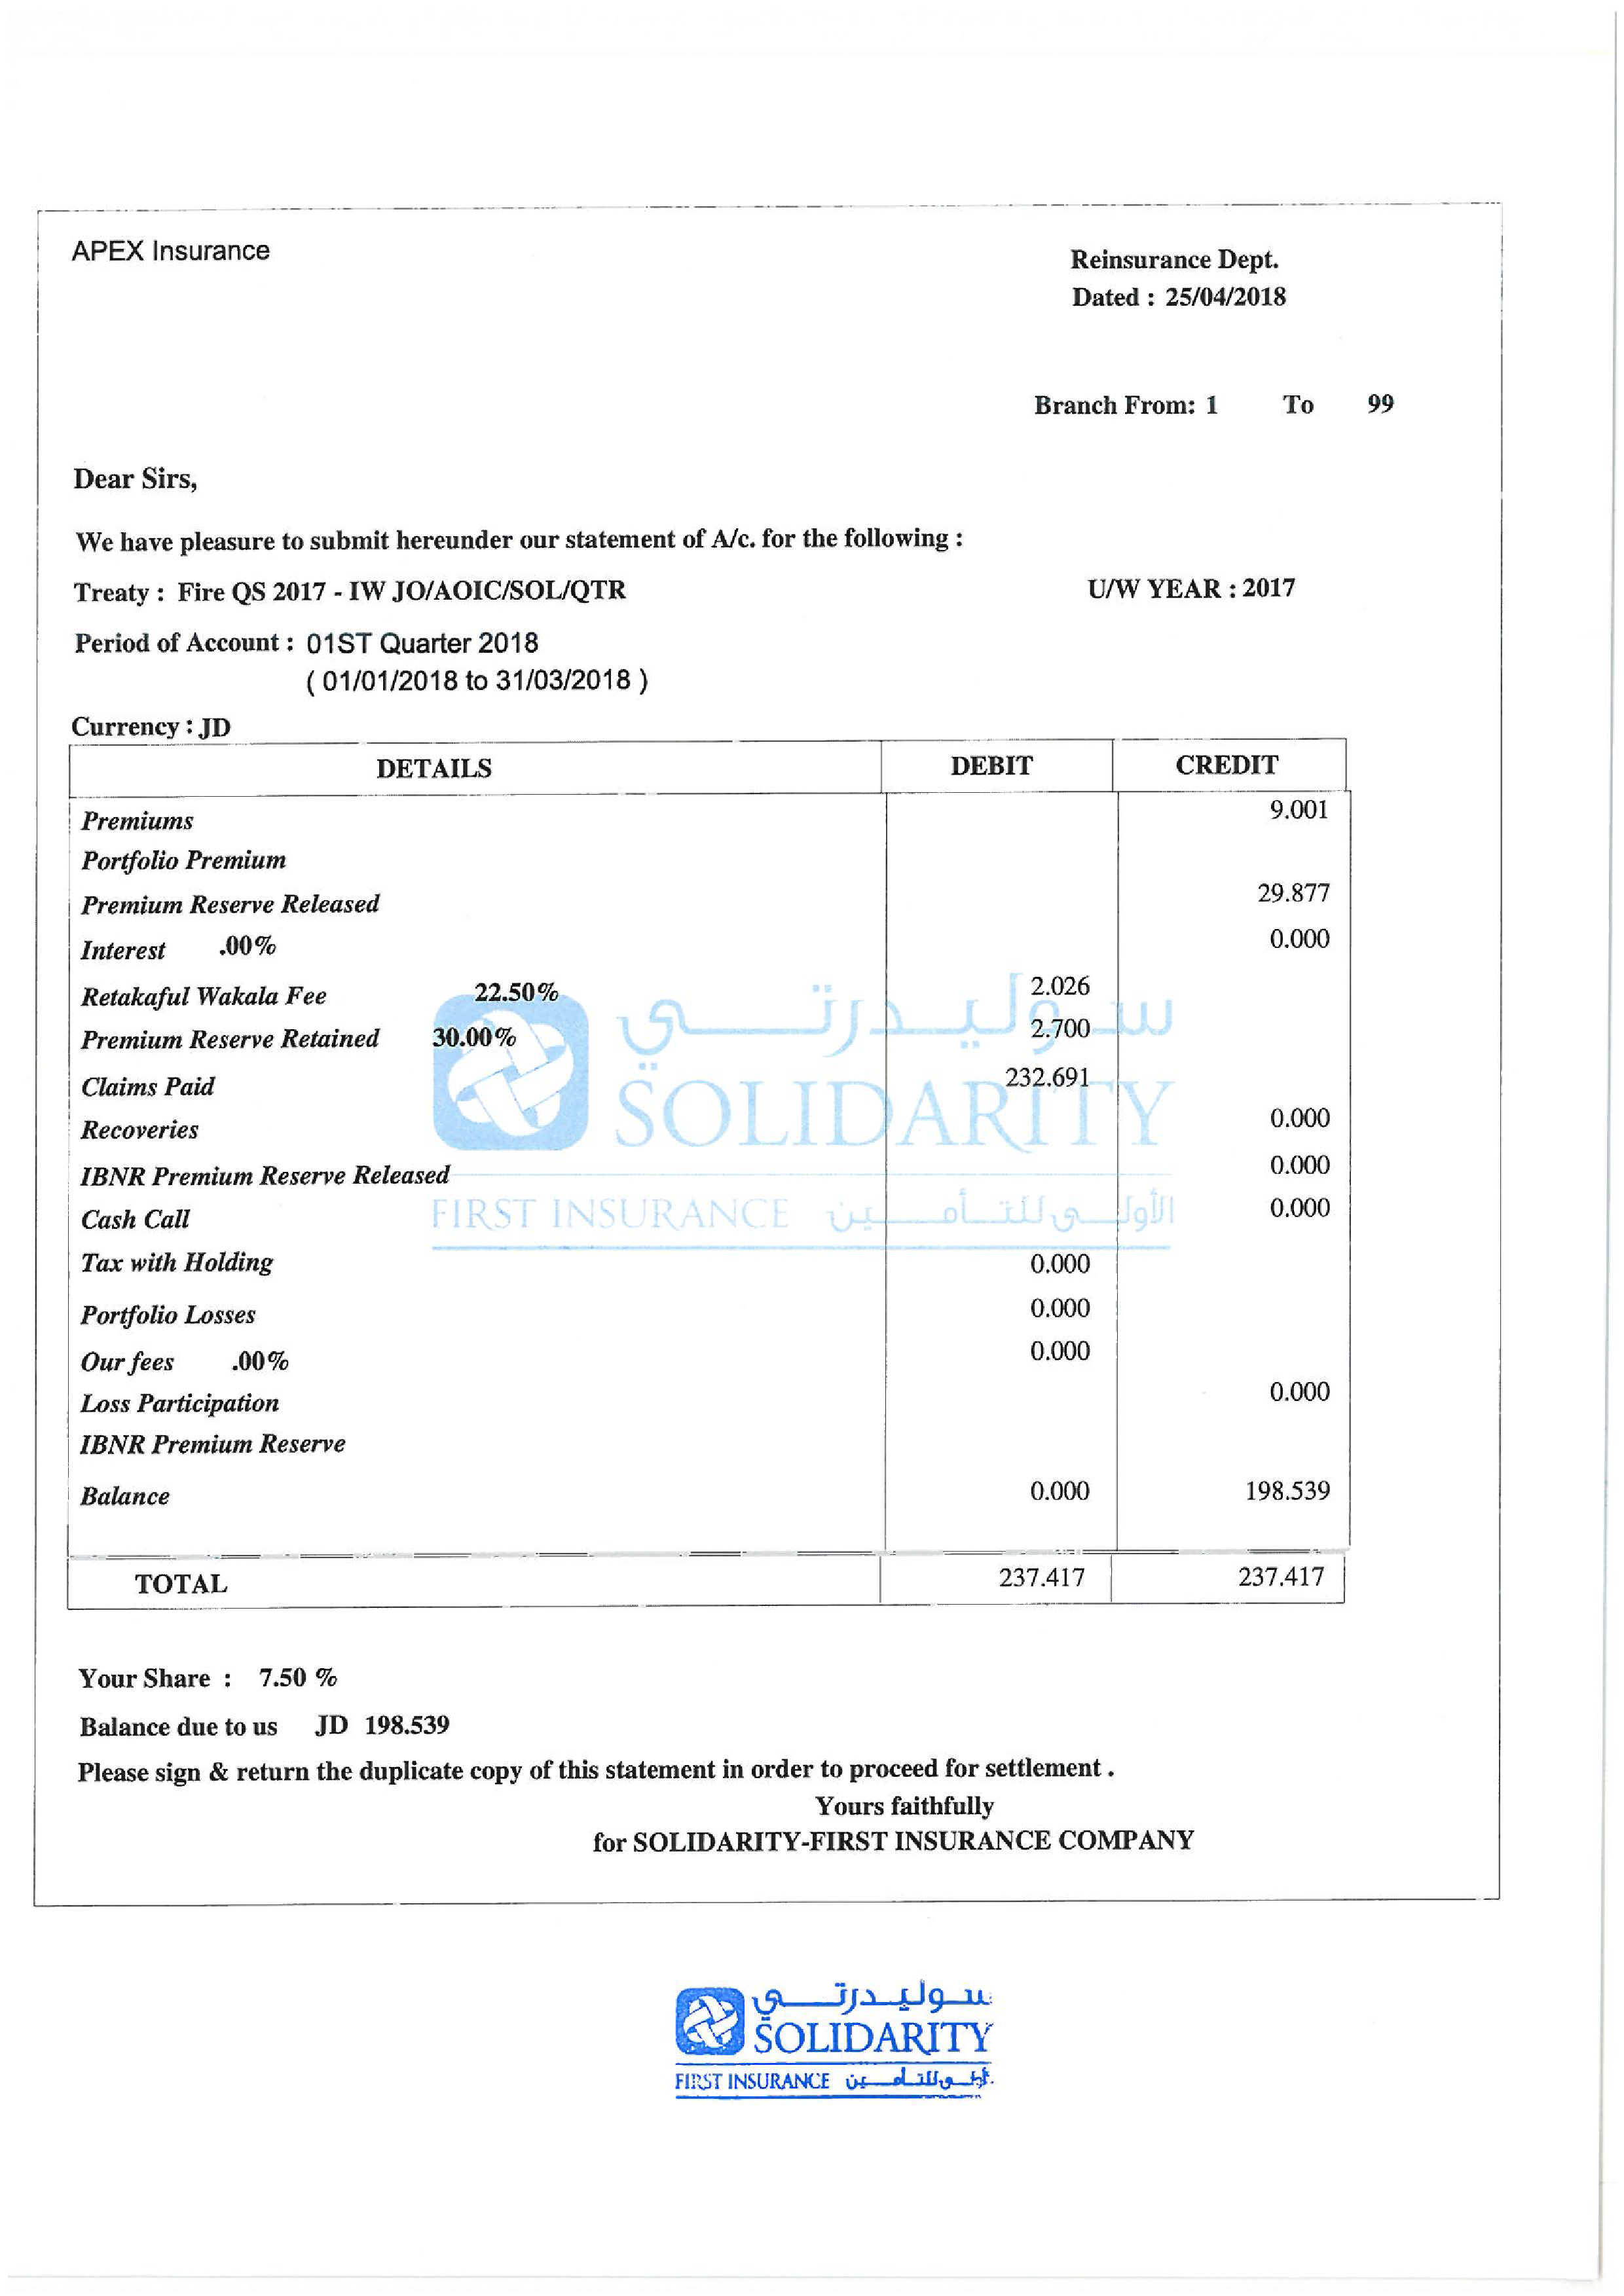 APEX Insurance
Reinsurance Dept.
Dated : 25/04/2018
Branch From: 1 To 99
Dear Sirs,
We have pleasure to submit hereunder our statement of A/c. for the following :
Treaty : Fire QS 2017 - IW JO/AOIC/SOL/QTR U/W YEAR : 2017
Period of Account : 01ST Quarter 2018
( 01/01/2018 to 31/03/2018 )
Currency : JD
DETAILS DEBIT CREDIT
Premiums 9.001
Portfolio Premium
Premium Reserve Released 29.877
Interest .00% 0.000
Retakaful Wakala Fee 22.50% 2.026
Premium Reserve Retained 30.00% 2.700
Claims Paid 232.691
Recoveries 0.000
IBNR Premium Reserve Released 0.000
Cash Call 0.000
Tax with Holding 0.000
Portfolio Losses 0.000
Our fees .00% 0.000
Loss Participation 0.000
IBNR Premium Reserve
Balance 0.000 198.539
TOTAL 237.417 237.417
سوليدرتي
SOLIDARITY
FIRST INSURANCE الأولى للتأمين
Your Share : 7.50 %
Balance due to us JD 198.539
Please sign & return the duplicate copy of this statement in order to proceed for settlement .
Yours faithfully
for SOLIDARITY-FIRST INSURANCE COMPANY
سوليدرتي
SOLIDARITY
FIRST INSURANCE الأولى للتأمين